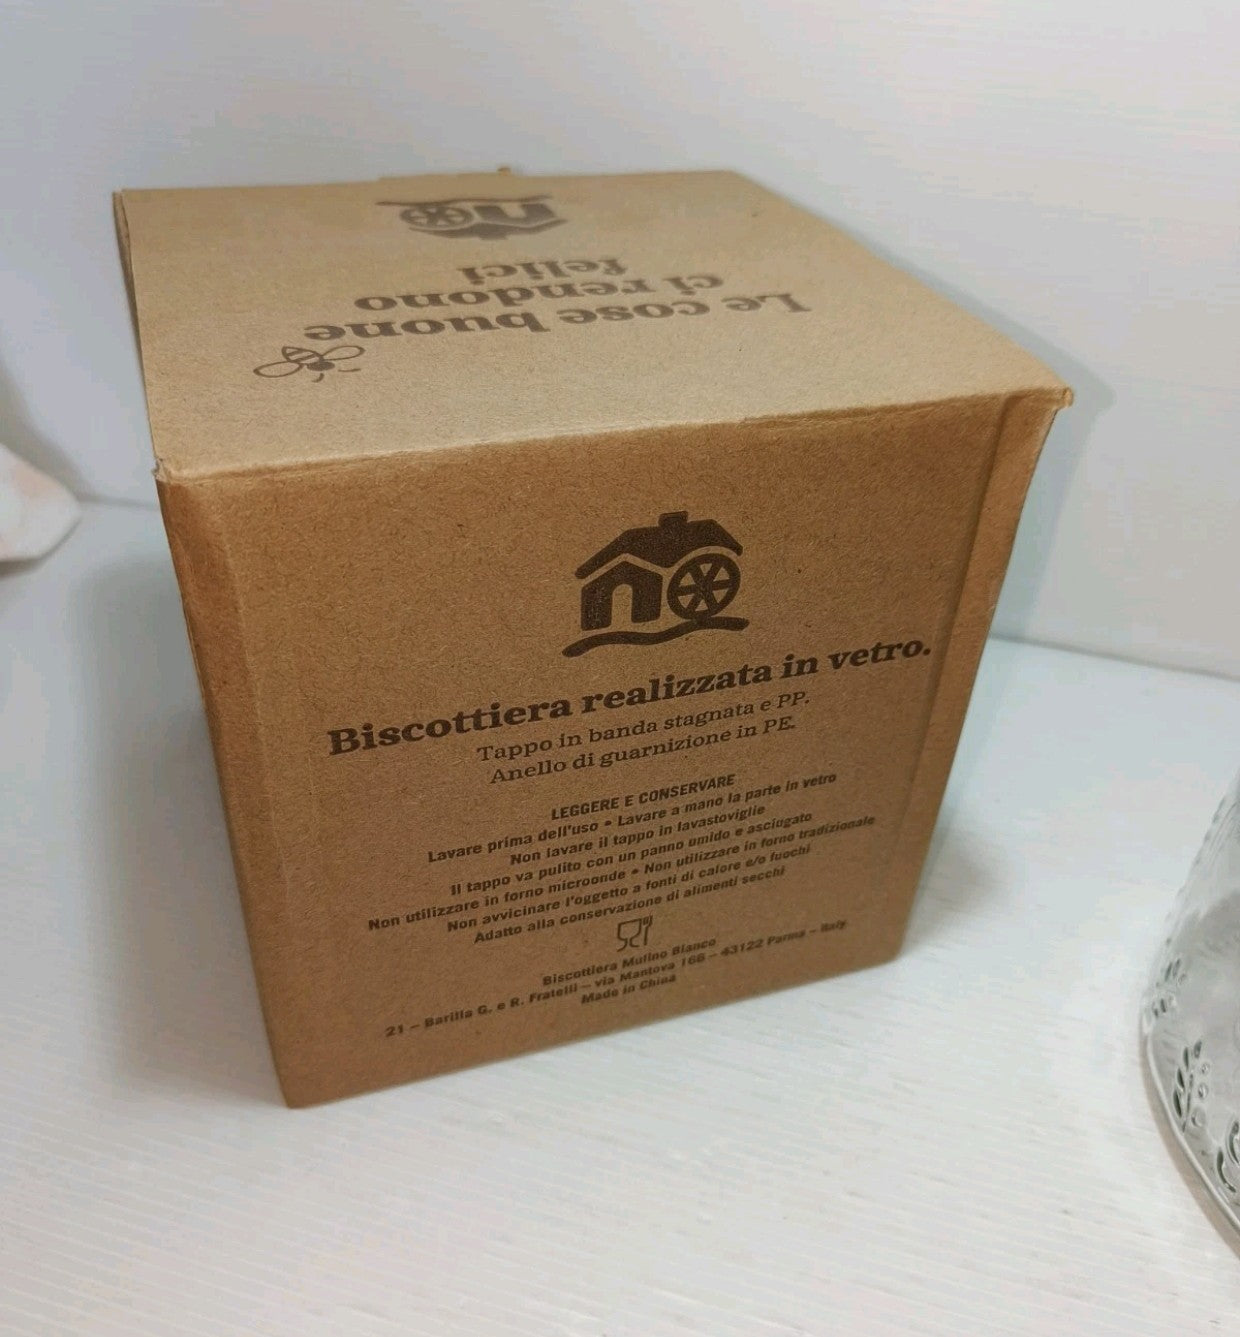 Le cose buone
ci rendono
felici
Biscottiera realizzata in vetro.
Tappo in banda stagnata e PP.
Anello di guarnizione in PE.
LEGGERE E CONSERVARE
Lavare prima dell'uso • Lavare a mano la parte in vetro
Non lavare il tappo in lavastoviglie
Il tappo va pulito con un panno umido e asciugato
Non utilizzare in forno microonde • Non utilizzare in forno tradizionale
Non avvicinare l'oggetto a fonti di calore e/o fuochi
Adatto alla conservazione di alimenti secchi
Biscottiera Mulino Bianco
21 – Barilla G. e R. Fratelli – via Mantova 166 – 43122 Parma – Italy
Made in China